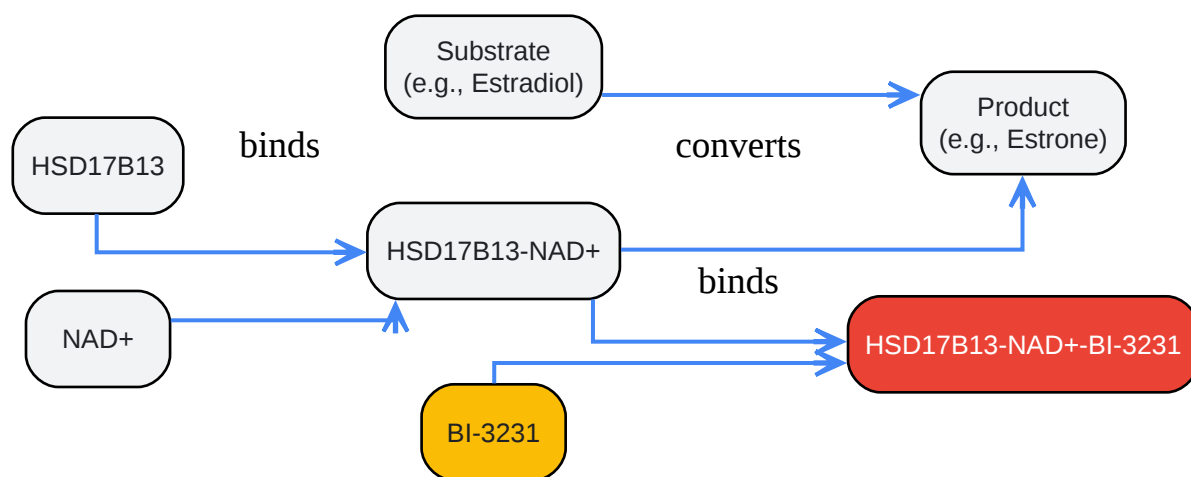 Substrate
(e.g., Estradiol)
Product
(e.g., Estrone)
binds
converts
HSD17B13
HSD17B13-NAD+
binds
NAD+
HSD17B13-NAD+-BI-3231
BI-3231